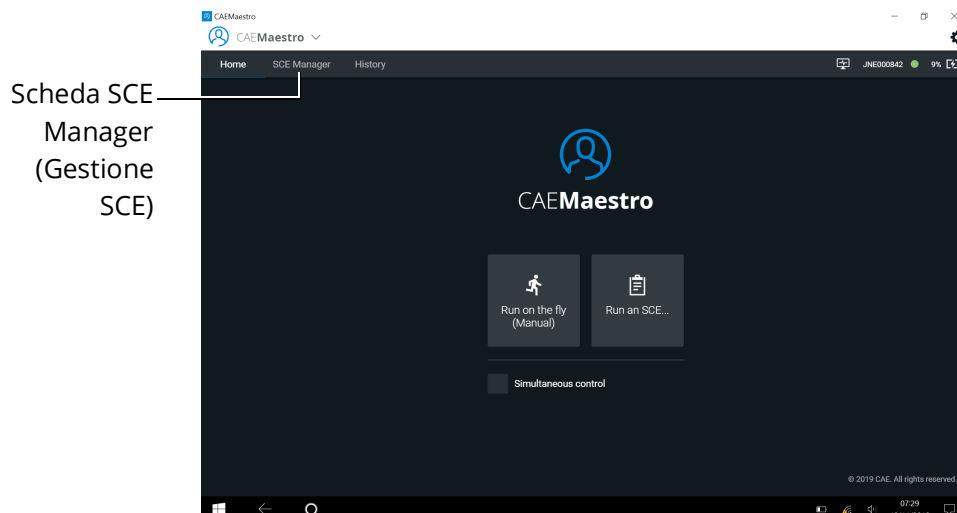 CAEMaestro
CAEMaestro
Home SCE Manager History JNE000842 9%
Scheda SCE
Manager
(Gestione
SCE)
CAEMaestro
Run on the fly
(Manual)
Run an SCE...
Simultaneous control
© 2019 CAE. All rights reserved.
07:29